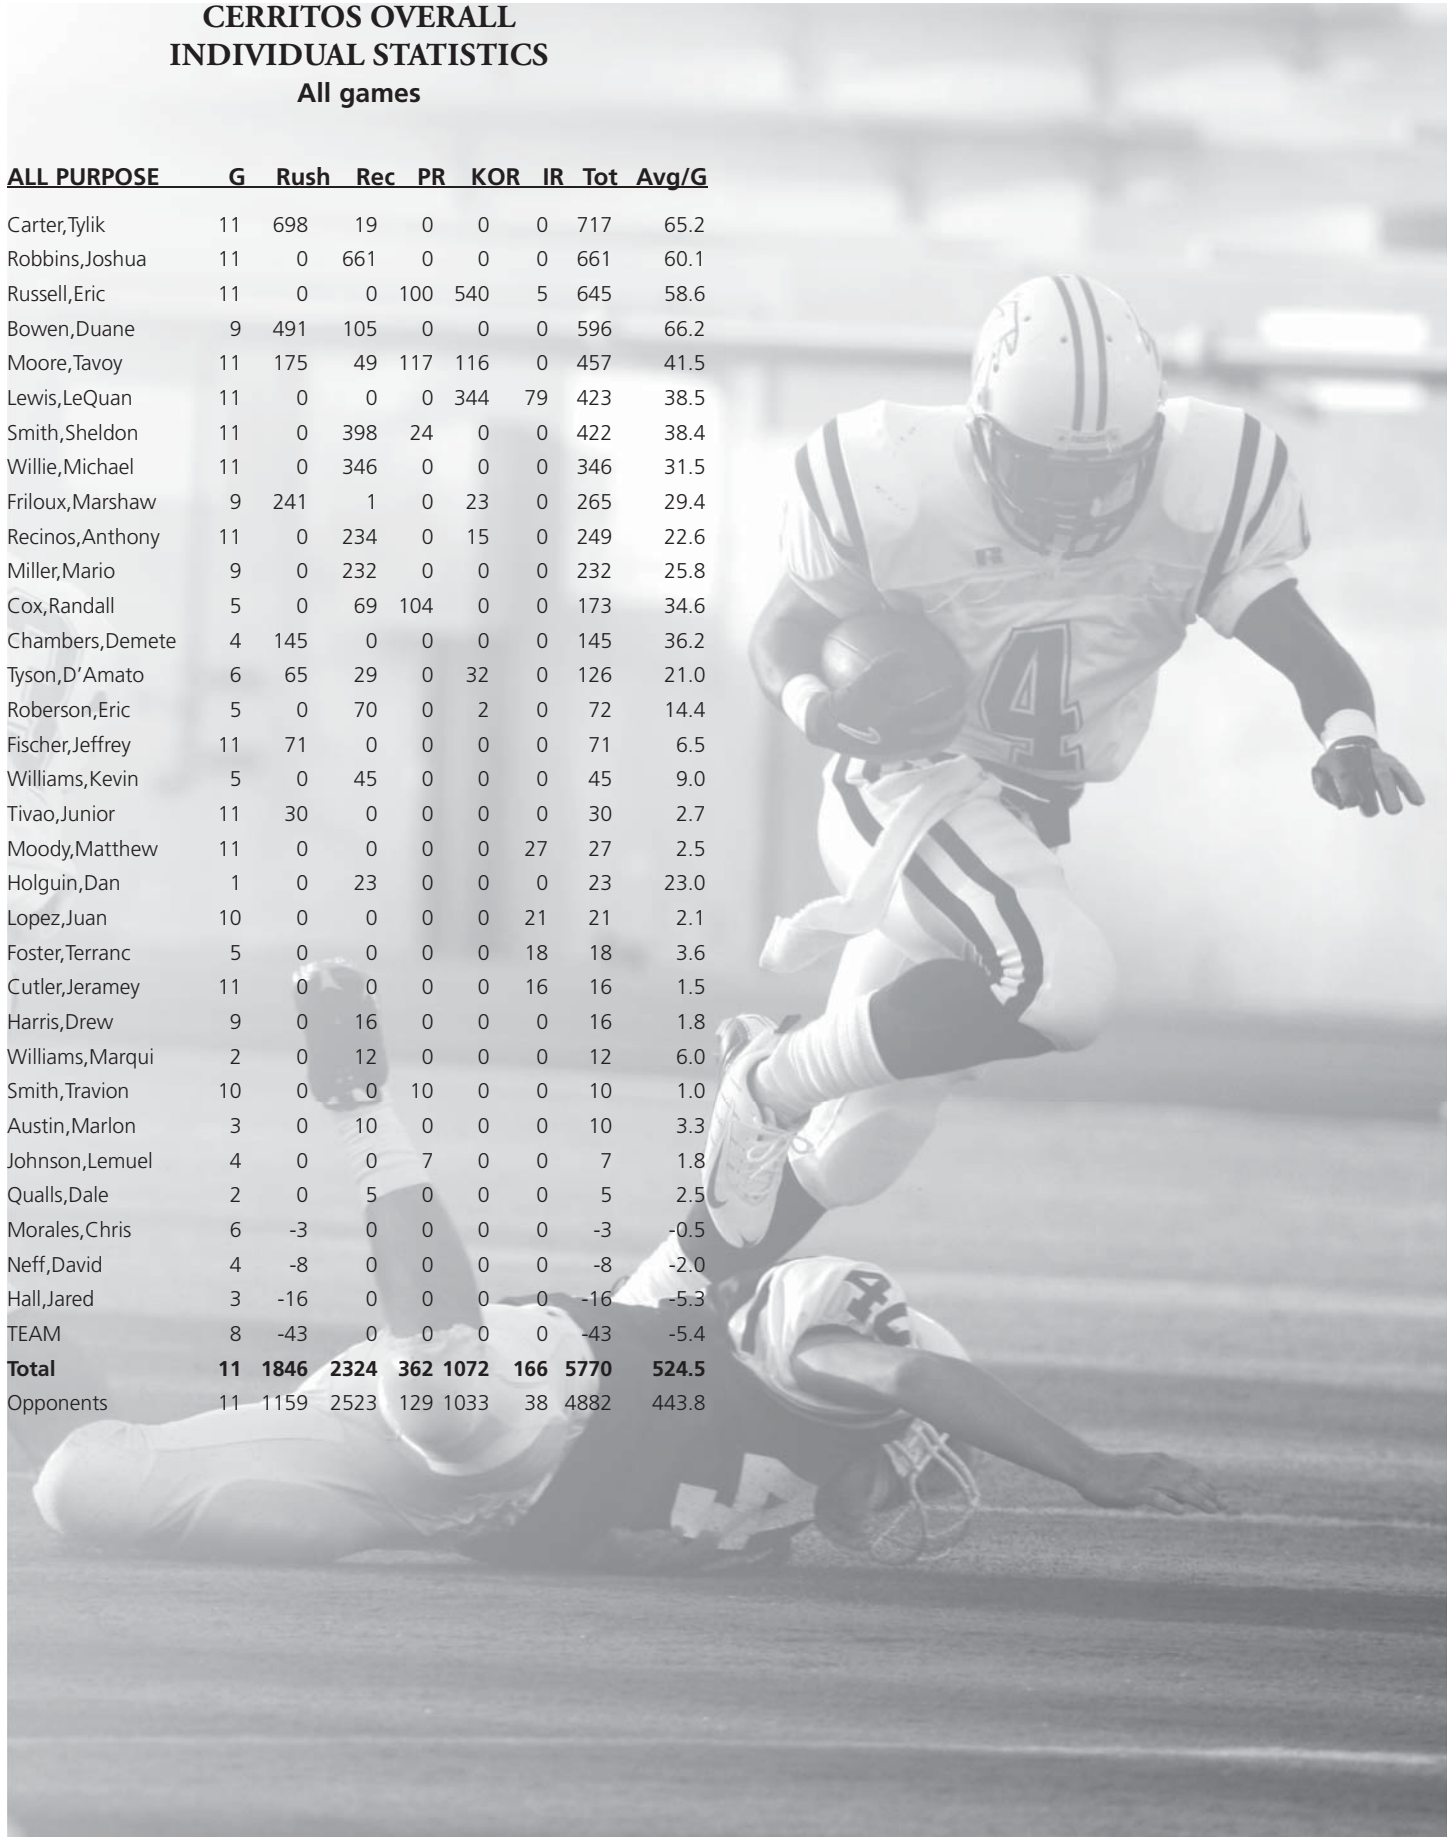 CERRITOS OVERALL
INDIVIDUAL STATISTICS
All games
ALL PURPOSE G Rush Rec PR KOR IR Tot Avg/G
Carter,Tylik 11 698 19 0 0 0 717 65.2
Robbins,Joshua 11 0 661 0 0 0 661 60.1
Russell,Eric 11 0 0 100 540 5 645 58.6
Bowen,Duane 9 491 105 0 0 0 596 66.2
Moore,Tavoy 11 175 49 117 116 0 457 41.5
Lewis,LeQuan 11 0 0 0 344 79 423 38.5
Smith,Sheldon 11 0 398 24 0 0 422 38.4
Willie,Michael 11 0 346 0 0 0 346 31.5
Friloux,Marshaw 9 241 1 0 23 0 265 29.4
Recinos,Anthony 11 0 234 0 15 0 249 22.6
Miller,Mario 9 0 232 0 0 0 232 25.8
Cox,Randall 5 0 69 104 0 0 173 34.6
Chambers,Demete 4 145 0 0 0 0 145 36.2
Tyson,D’Amato 6 65 29 0 32 0 126 21.0
Roberson,Eric 5 0 70 0 2 0 72 14.4
Fischer,Jeffrey 11 71 0 0 0 0 71 6.5
Williams,Kevin 5 0 45 0 0 0 45 9.0
Tivao,Junior 11 30 0 0 0 0 30 2.7
Moody,Matthew 11 0 0 0 0 27 27 2.5
Holguin,Dan 1 0 23 0 0 0 23 23.0
Lopez,Juan 10 0 0 0 0 21 21 2.1
Foster,Terranc 5 0 0 0 0 18 18 3.6
Cutler,Jeramey 11 0 0 0 0 16 16 1.5
Harris,Drew 9 0 16 0 0 0 16 1.8
Williams,Marqui 2 0 12 0 0 0 12 6.0
Smith,Travion 10 0 0 10 0 0 10 1.0
Austin,Marlon 3 0 10 0 0 0 10 3.3
Johnson,Lemuel 4 0 0 7 0 0 7 1.8
Qualls,Dale 2 0 5 0 0 0 5 2.5
Morales,Chris 6 -3 0 0 0 0 -3 -0.5
Neff,David 4 -8 0 0 0 0 -8 -2.0
Hall,Jared 3 -16 0 0 0 0 -16 -5.3
TEAM 8 -43 0 0 0 0 -43 -5.4
Total 11 1846 2324 362 1072 166 5770 524.5
Opponents 11 1159 2523 129 1033 38 4882 443.8
4